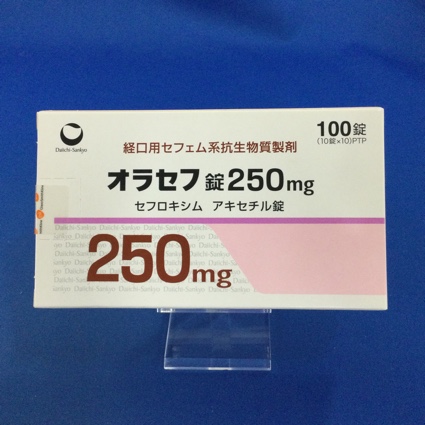 Daiichi-Sankyo
経口用セフェム系抗生物質製剤
100錠
(10錠×10)PTP
オラセフ錠250mg
セフロキシム アキセチル錠
250mg